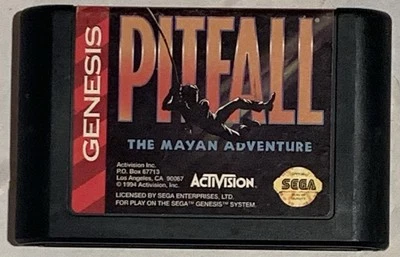 GENESIS
PITFALL
THE MAYAN ADVENTURE
Activision Inc.
P.O. Box 67713
Los Angeles, CA 90067
© 1994 Activision, Inc.
ACTIVISION
SEGA
LICENSED BY SEGA ENTERPRISES, LTD.
FOR PLAY ON THE SEGA™ GENESIS™ SYSTEM.